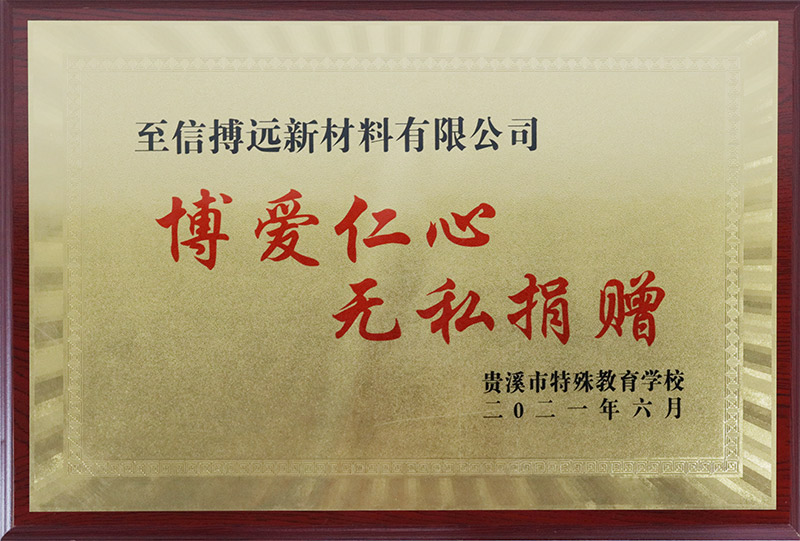 至信搏远新材料有限公司
博爱仁心
无私捐赠
贵溪市特殊教育学校
二0二一年六月